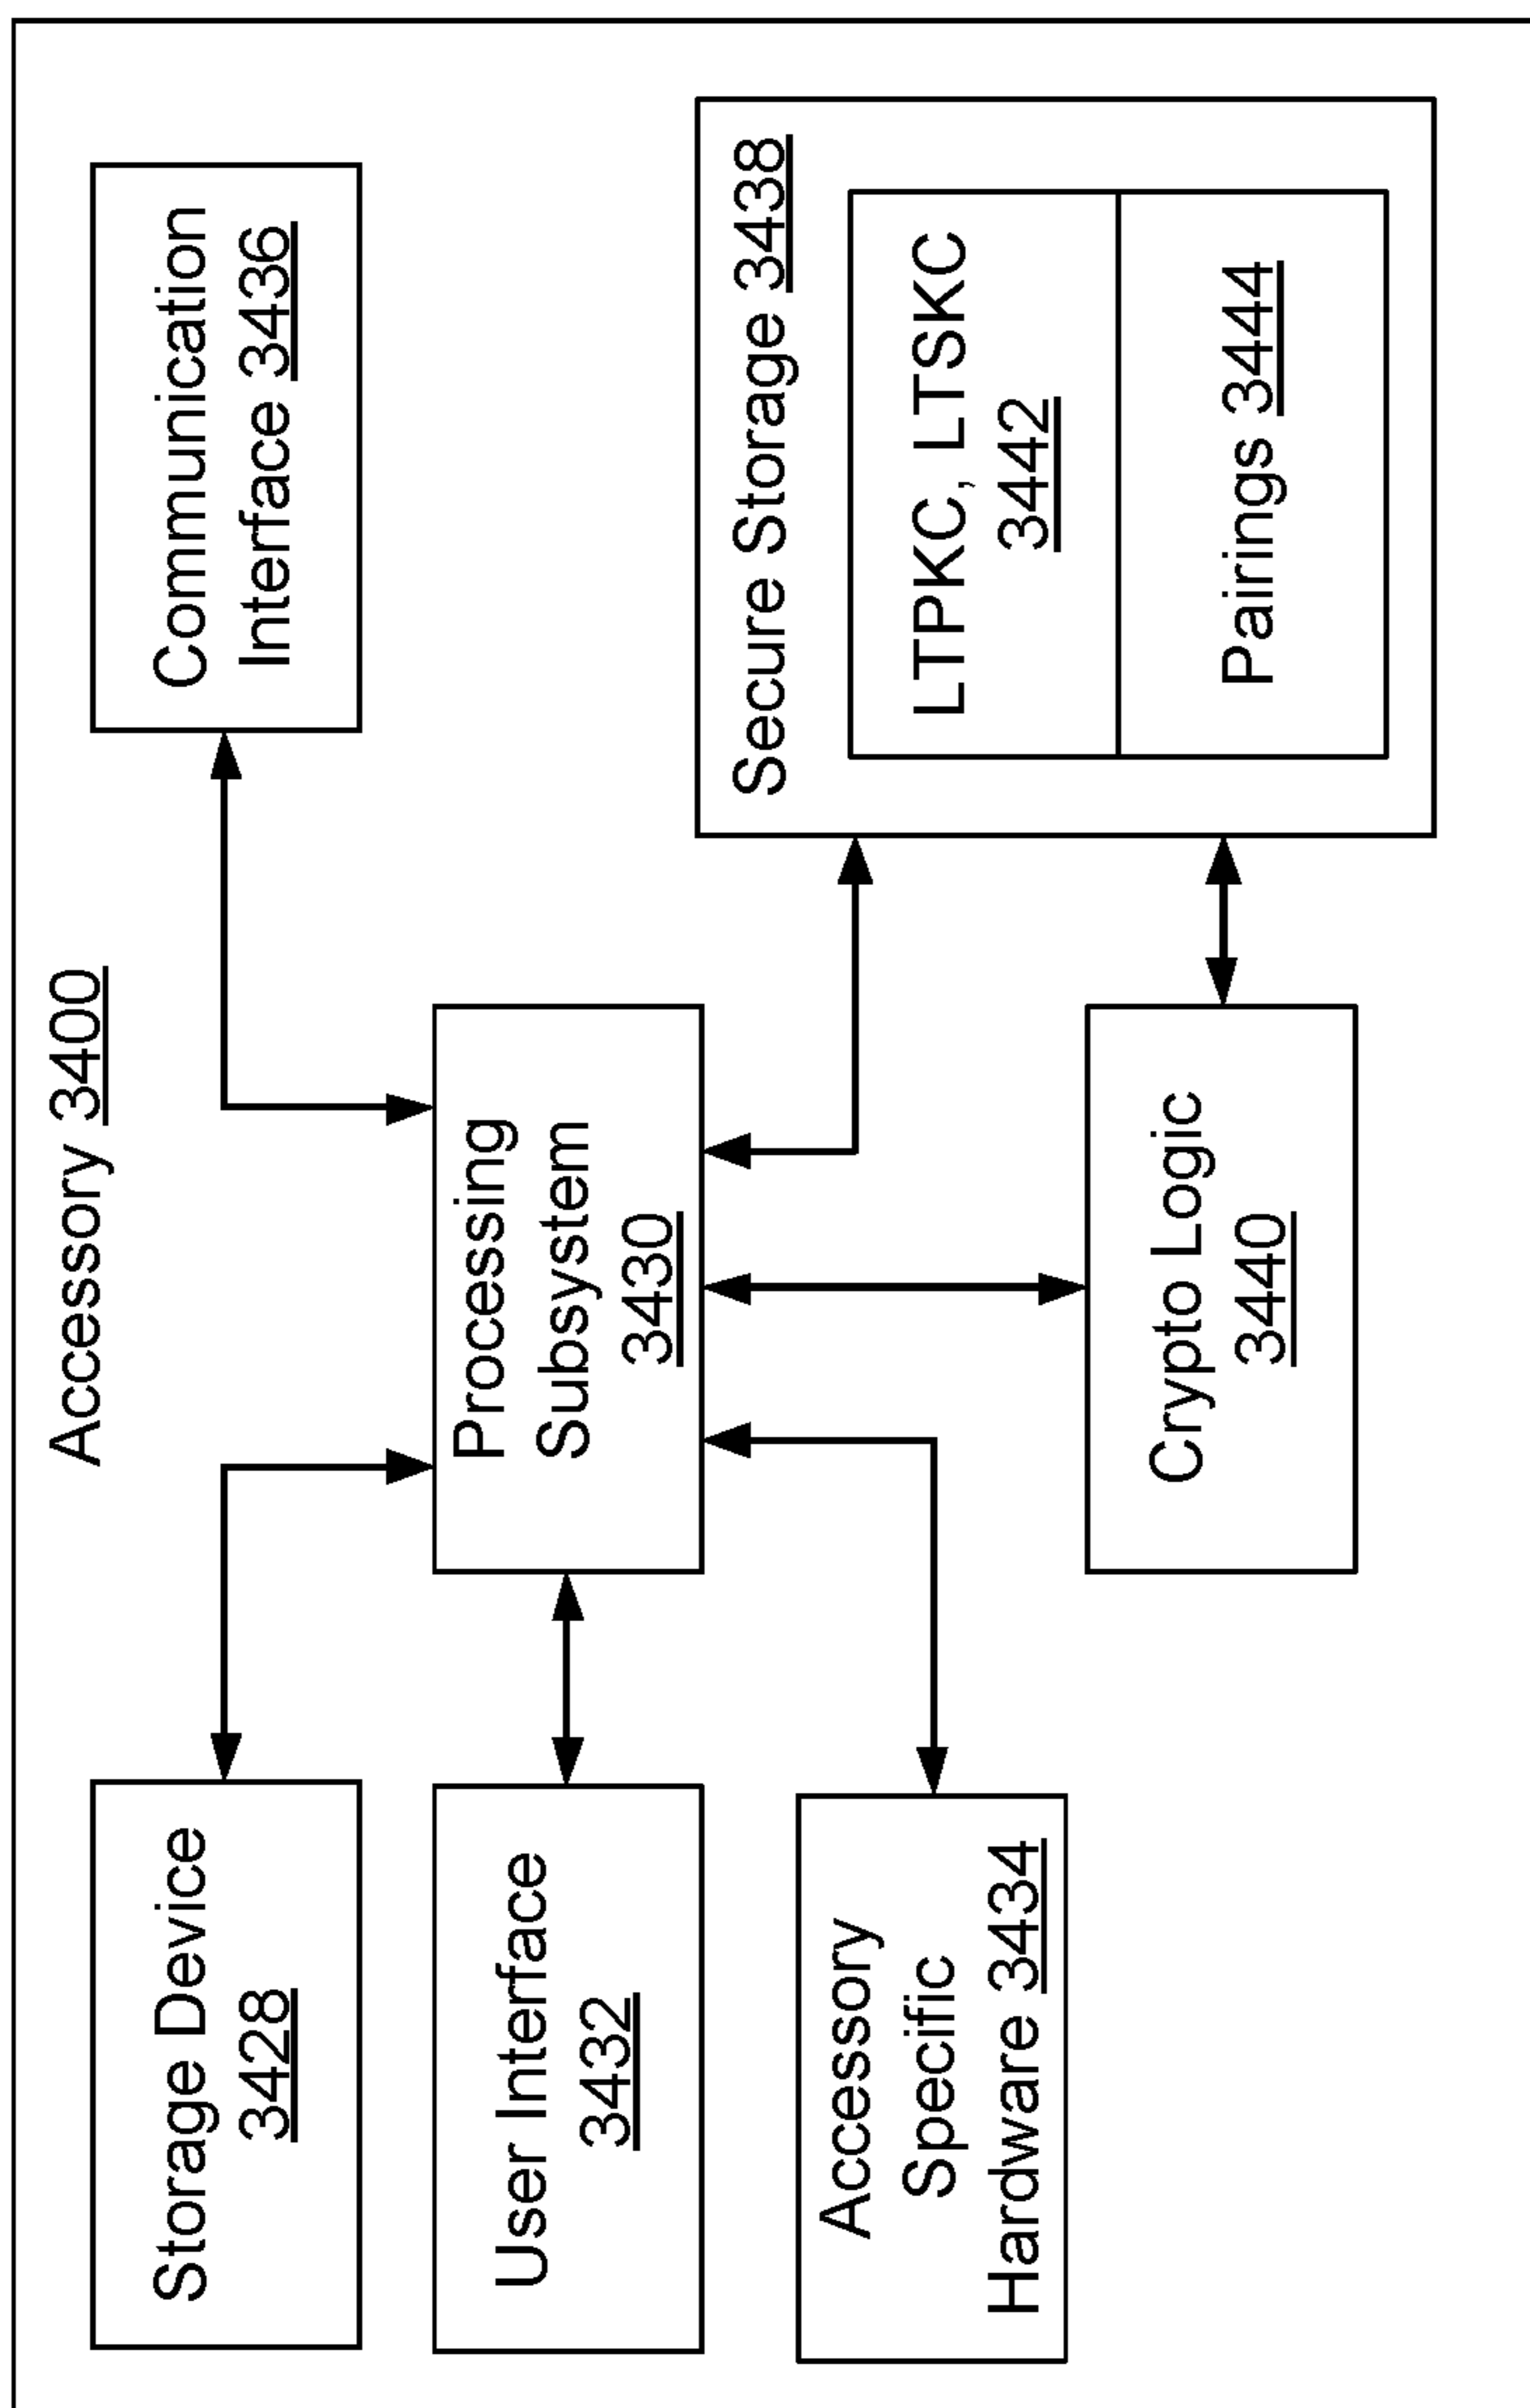 Accessory 3400
Storage Device
3428
User Interface
3432
Accessory
Specific
Hardware 3434
Processing
Subsystem
3430
Crypto Logic
3440
Communication
Interface 3436
Secure Storage 3438
LTPKC, LTSKC
3442
Pairings 3444